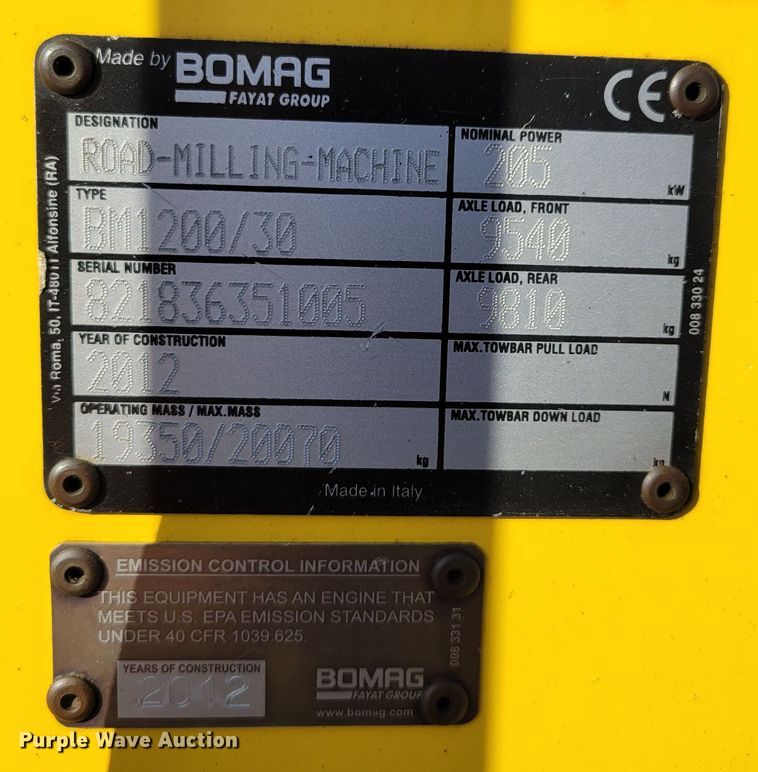 Made by BOMAG
FAYAT GROUP
CE
DESIGNATION
ROAD-MILLING-MACHINE
NOMINAL POWER
205 kW
TYPE
BM1200/30
AXLE LOAD, FRONT
9540 kg
SERIAL NUMBER
821836351005
AXLE LOAD, REAR
9810 kg
YEAR OF CONSTRUCTION
2012
MAX.TOWBAR PULL LOAD
N
OPERATING MASS / MAX.MASS
19350/20070 kg
MAX.TOWBAR DOWN LOAD
kg
Made in Italy
Via Roma, 50, IT-48011 Alfonsine (RA)
008 330 24
EMISSION CONTROL INFORMATION
THIS EQUIPMENT HAS AN ENGINE THAT
MEETS U.S. EPA EMISSION STANDARDS
UNDER 40 CFR 1039.625.
YEARS OF CONSTRUCTION
2012
BOMAG
FAYAT GROUP
www.bomag.com
008 331 31
Purple Wave Auction